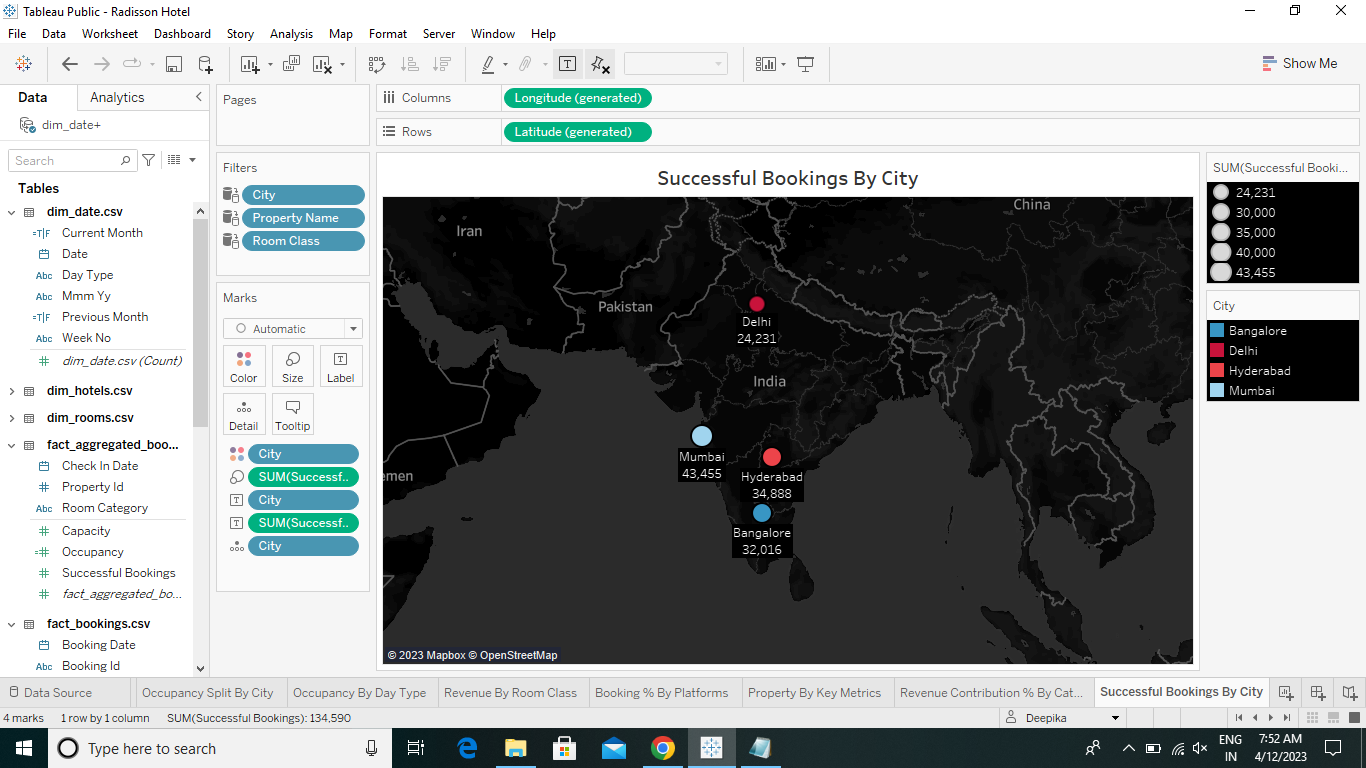 Tableau Public - Radisson Hotel
File Data Worksheet Dashboard Story Analysis Map Format Server Window Help
Show Me
Data Analytics
dim_date+
Search
Tables
dim_date.csv
=T|F Current Month
Date
Abc Day Type
Abc Mmm Yy
=T|F Previous Month
Abc Week No
dim_date.csv (Count)
dim_hotels.csv
dim_rooms.csv
fact_aggregated_boo...
Check In Date
Property Id
Abc Room Category
Capacity
Occupancy
Successful Bookings
fact_aggregated_bo...
fact_bookings.csv
Booking Date
Abc Booking Id
Pages
Filters
City
Property Name
Room Class
Marks
Automatic
Color Size Label
Detail Tooltip
City
SUM(Successf..
City
SUM(Successf..
City
Columns Longitude (generated)
Rows Latitude (generated)
Successful Bookings By City
China
Iran
Pakistan
Delhi
24,231
India
Mumbai
43,455
Hyderabad
34,888
emen
Bangalore
32,016
© 2023 Mapbox © OpenStreetMap
SUM(Successful Booki...
24,231
30,000
35,000
40,000
43,455
City
Bangalore
Delhi
Hyderabad
Mumbai
Data Source Occupancy Split By City Occupancy By Day Type Revenue By Room Class Booking % By Platforms Property By Key Metrics Revenue Contribution % By Cat... Successful Bookings By City
4 marks 1 row by 1 column SUM(Successful Bookings): 134,590 Deepika
Type here to search
ENG
IN
7:52 AM
4/12/2023